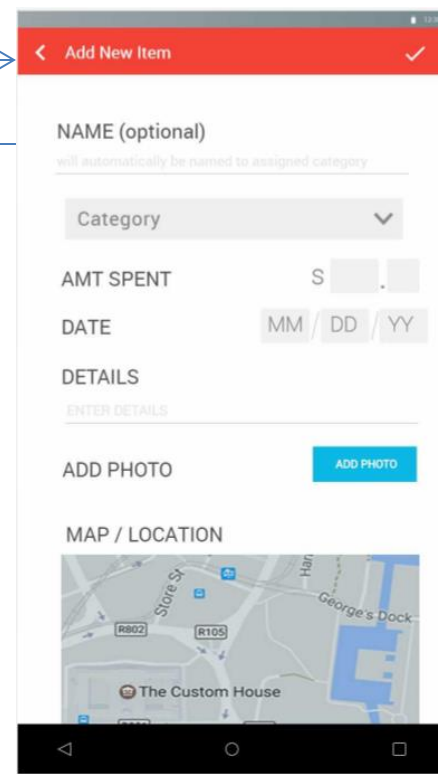 Add New Item
NAME (optional)
will automatically be named to assigned category
Category
AMT SPENT S .
DATE MM / DD / YY
DETAILS
ENTER DETAILS
ADD PHOTO ADD PHOTO
MAP / LOCATION
Store St
George's Dock
R802
R105
The Custom House